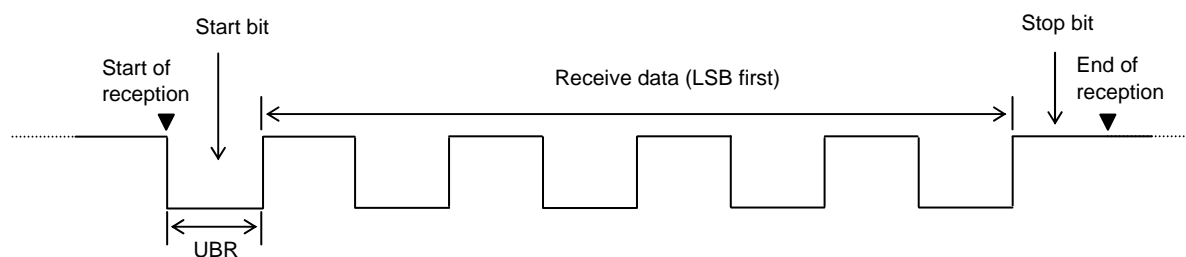 Start bit
Stop bit
Start of
reception
Receive data (LSB first)
End of
reception
UBR